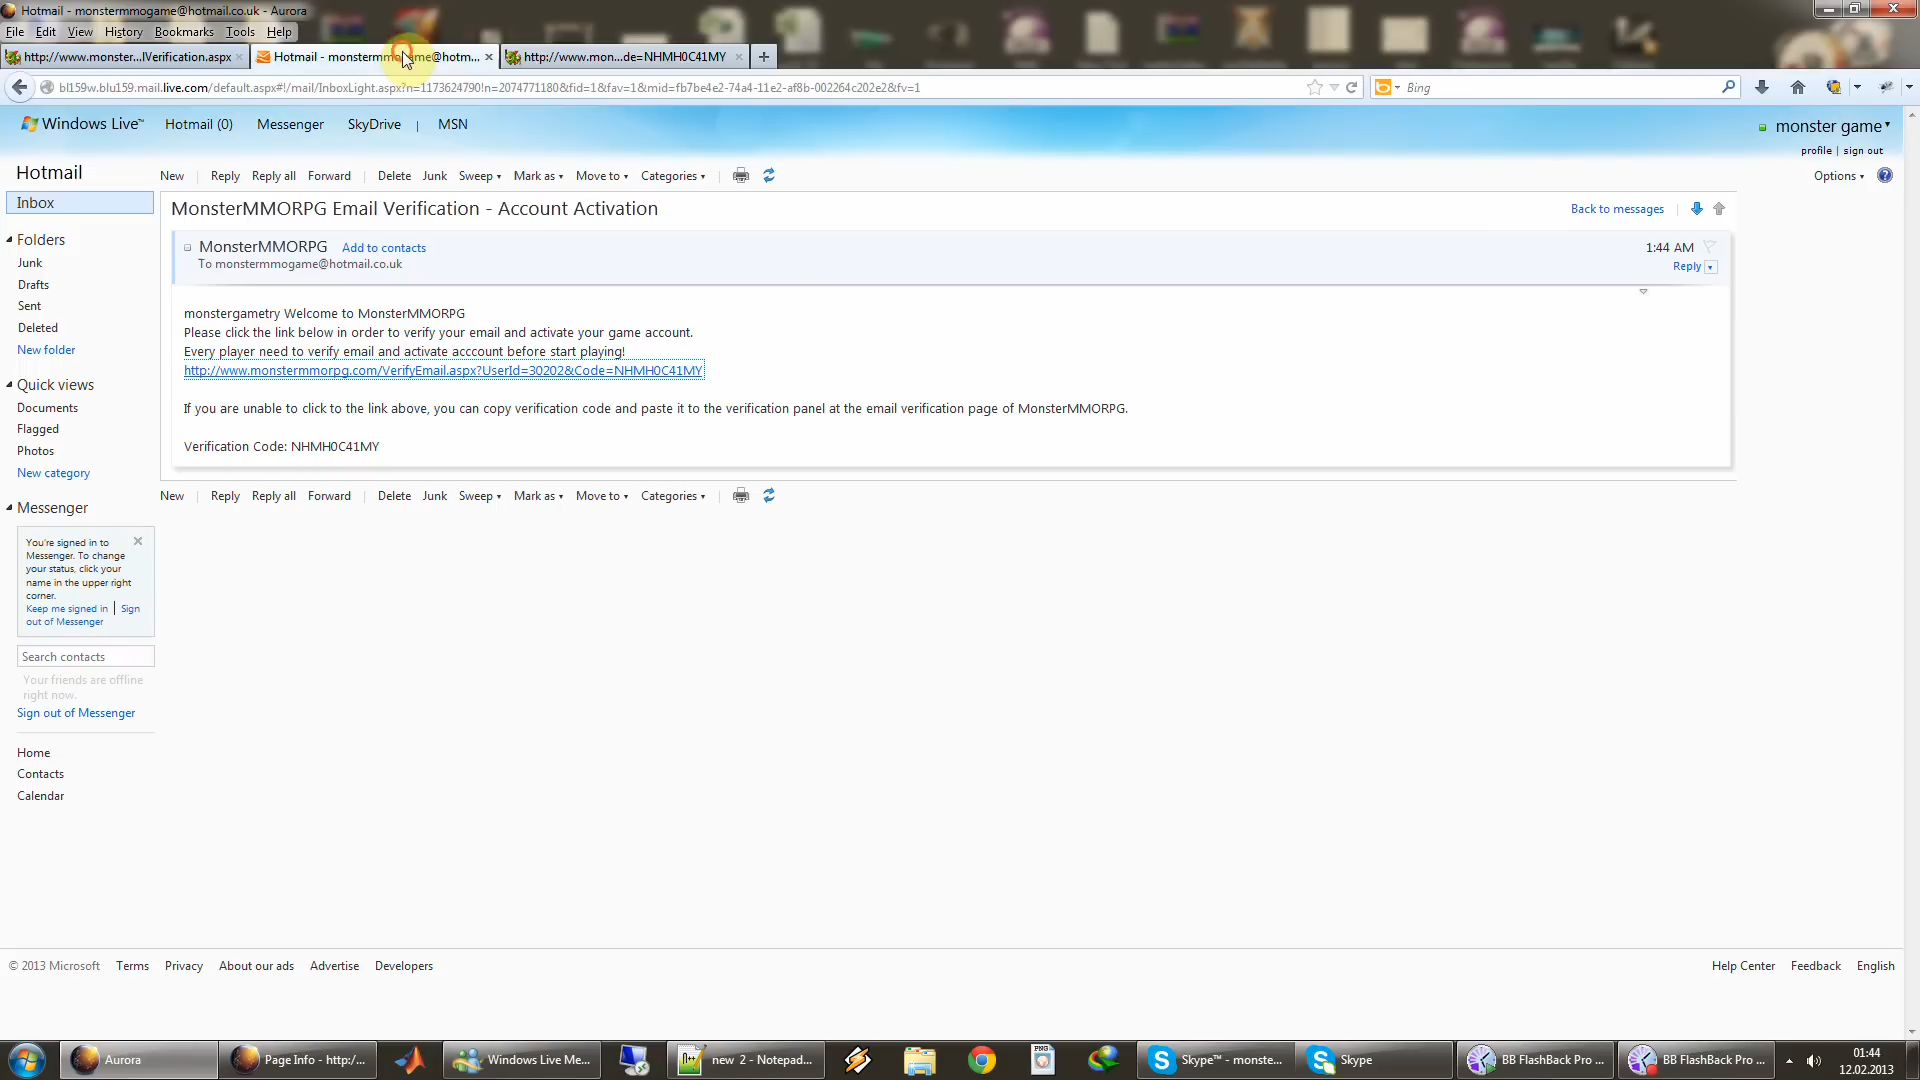 Hotmail - monstermmogame@hotmail.co.uk - Aurora
File Edit View History Bookmarks Tools Help
http://www.monster...lVerification.aspx
Hotmail - monstermmogame@hotm...
http://www.mon...de=NHMH0C41MY
bl159w.blu159.mail.live.com/default.aspx#!/mail/InboxLight.aspx?n=1173624790!n=2074771180&fid=1&fav=1&mid=fb7be4e2-74a4-11e2-af8b-002264c202e2&fv=1
Bing
Windows Live™ Hotmail (0) Messenger SkyDrive | MSN
monster game
profile | sign out
Hotmail
New Reply Reply all Forward Delete Junk Sweep Mark as Move to Categories
Options
Inbox
MonsterMMORPG Email Verification - Account Activation
Back to messages
Folders
Junk
Drafts
Sent
Deleted
New folder
MonsterMMORPG Add to contacts
To monstermmogame@hotmail.co.uk
1:44 AM
Reply
monstergametry Welcome to MonsterMMORPG
Please click the link below in order to verify your email and activate your game account.
Every player need to verify email and activate acccount before start playing!
http://www.monstermmorpg.com/VerifyEmail.aspx?UserId=30202&Code=NHMH0C41MY
If you are unable to click to the link above, you can copy verification code and paste it to the verification panel at the email verification page of MonsterMMORPG.
Verification Code: NHMH0C41MY
Quick views
Documents
Flagged
Photos
New category
New Reply Reply all Forward Delete Junk Sweep Mark as Move to Categories
Messenger
You're signed in to
Messenger. To change
your status, click your
name in the upper right
corner.
Keep me signed in | Sign
out of Messenger
Search contacts
Your friends are offline
right now.
Sign out of Messenger
Home
Contacts
Calendar
© 2013 Microsoft Terms Privacy About our ads Advertise Developers
Help Center Feedback English
Aurora
Page Info - http:/...
Windows Live Me...
new 2 - Notepad...
PNG
Skype™ - monste...
Skype
BB FlashBack Pro ...
BB FlashBack Pro ...
01:44
12.02.2013